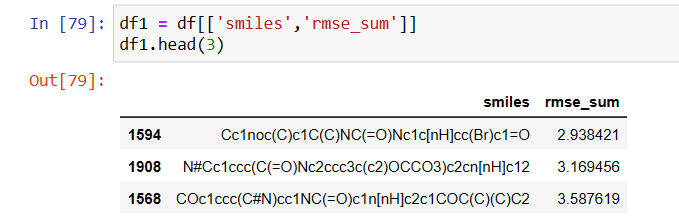 In [79]: df1 = df[['smiles','rmse_sum']]
df1.head(3)
Out[79]:
smiles rmse_sum
1594 Cc1noc(C)c1C(C)NC(=O)Nc1c[nH]cc(Br)c1=O 2.938421
1908 N#Cc1ccc(C(=O)Nc2ccc3c(c2)OCCO3)c2cn[nH]c12 3.169456
1568 COc1ccc(C#N)cc1NC(=O)c1n[nH]c2c1COC(C)(C)C2 3.587619